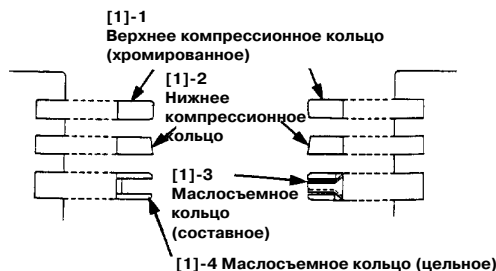 [1]-1
Верхнее компрессионное кольцо
(хромированное)
[1]-2
Нижнее
компрессионное
кольцо
[1]-3
Маслосъемное
кольцо
(составное)
[1]-4 Маслосъемное кольцо (цельное)